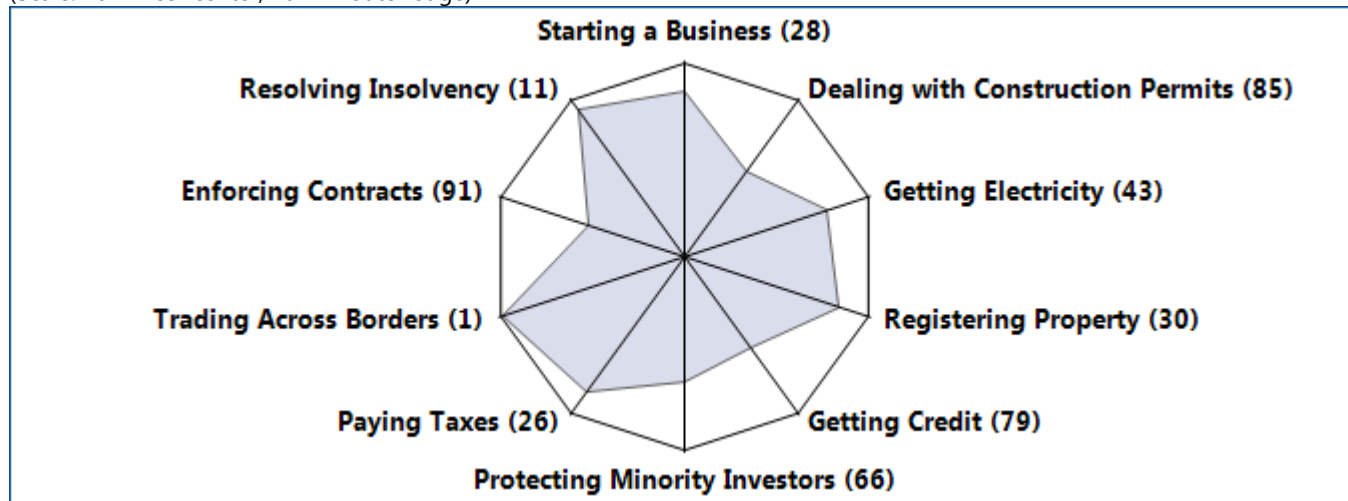 Starting a Business (28)
Resolving Insolvency (11)
Dealing with Construction Permits (85)
Enforcing Contracts (91)
Getting Electricity (43)
Trading Across Borders (1)
Registering Property (30)
Paying Taxes (26)
Getting Credit (79)
Protecting Minority Investors (66)